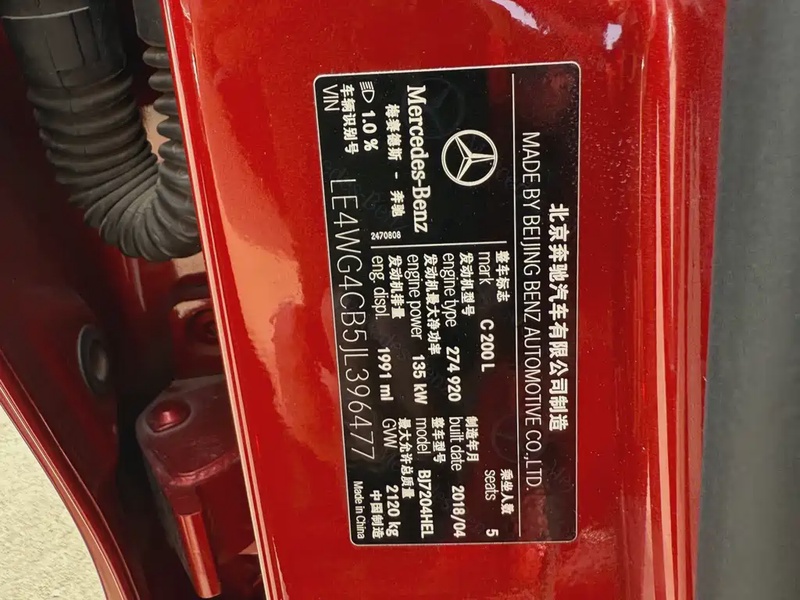 北京奔驰汽车有限公司制造
MADE BY BEIJING BENZ AUTOMOTIVE CO.,LTD.
Mercedes-Benz
梅赛德斯 - 奔驰
2470808
整车标志
mark C 200 L
乘坐人数
seats 5
发动机型号
engine type 274 920
制造年月
built date 2018/04
发动机最大净功率
engine power 135 kW
整车型号
model BJ7204HEL
发动机排量
eng. displ. 1991 ml
最大允许总质量
GVW 2120 kg
1.0 %
车辆识别号
VIN LE4WG4CB5JL396477
中国制造
Made in China